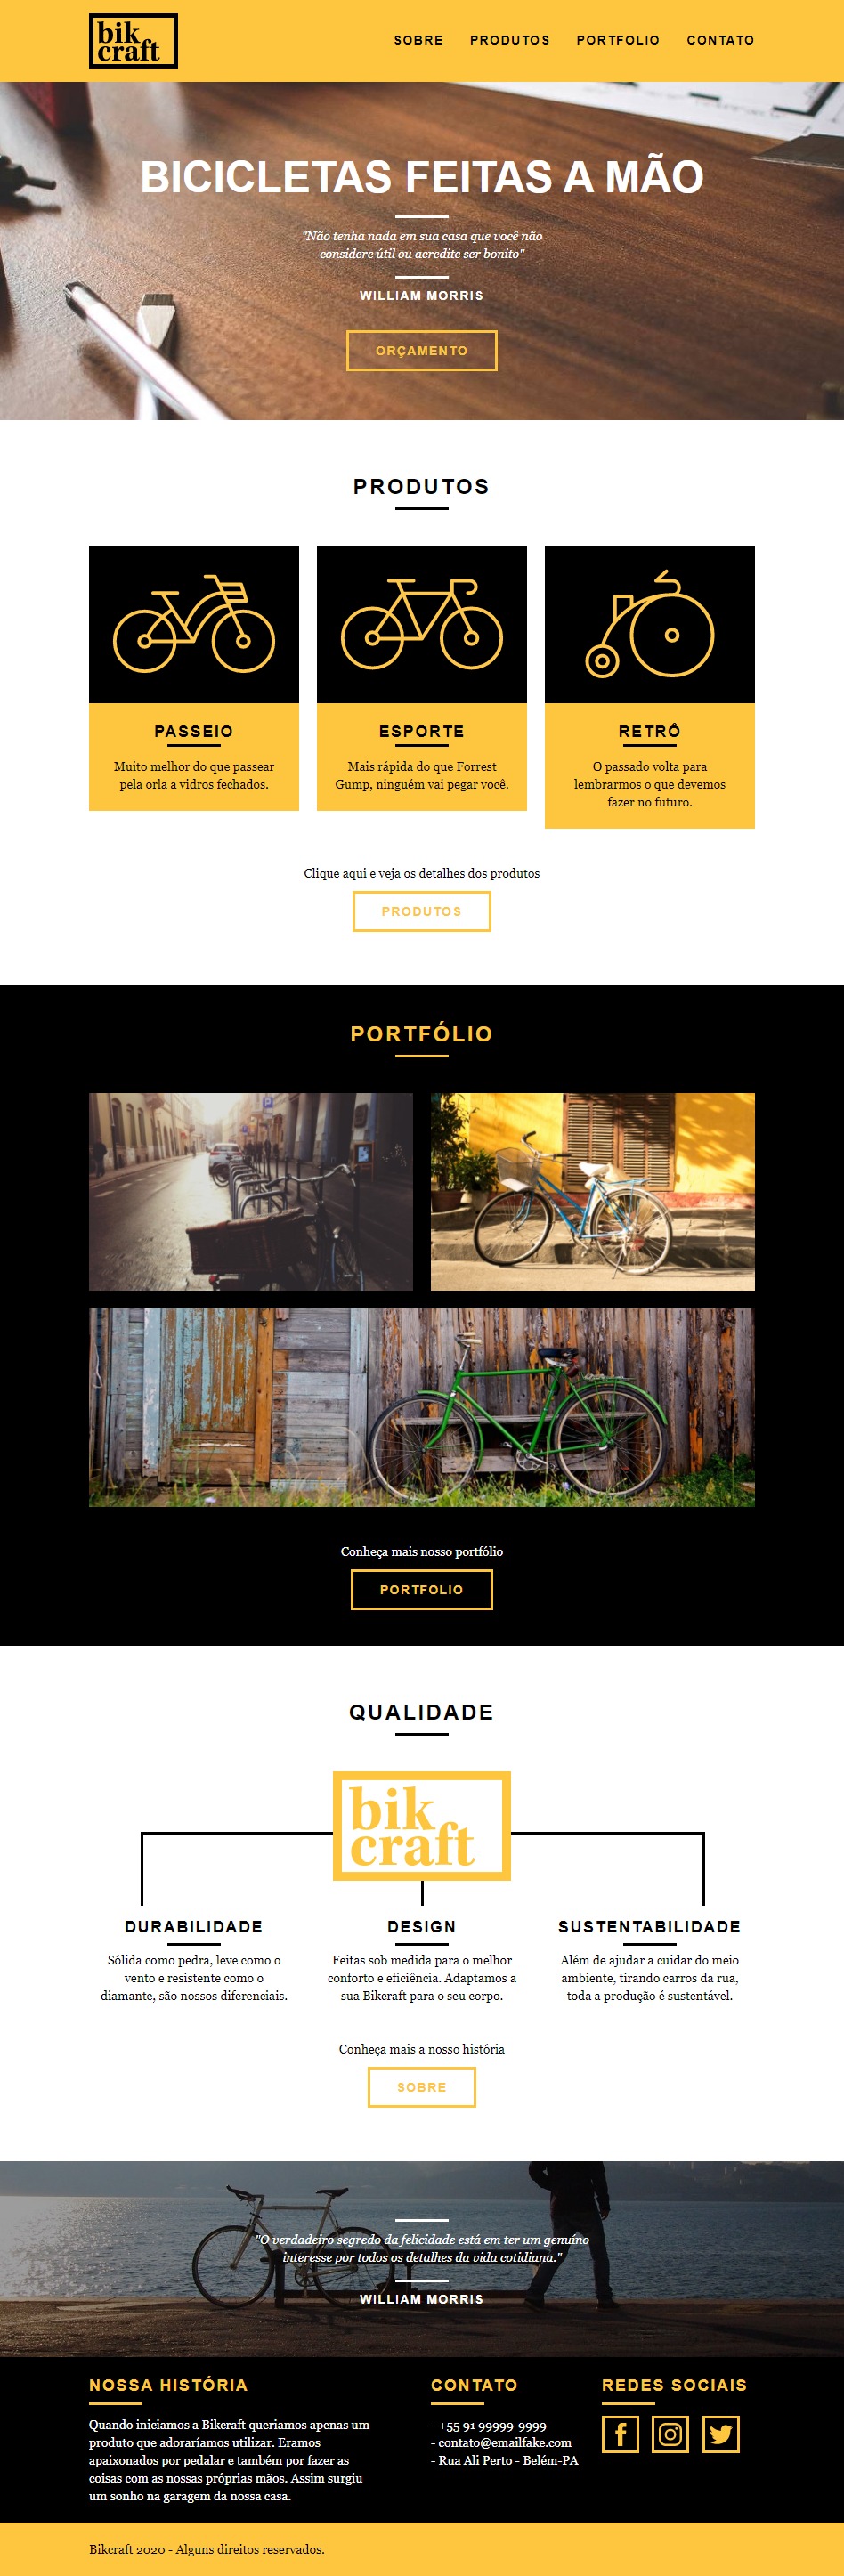 bik
craft
SOBRE PRODUTOS PORTFOLIO CONTATO
BICICLETAS FEITAS A MÃO
"Não tenha nada em sua casa que você não
considere útil ou acredite ser bonito"
WILLIAM MORRIS
ORÇAMENTO
PRODUTOS
PASSEIO
Muito melhor do que passear
pela orla a vidros fechados.
ESPORTE
Mais rápida do que Forrest
Gump, ninguém vai pegar você.
RETRÔ
O passado volta para
lembrarmos o que devemos
fazer no futuro.
Clique aqui e veja os detalhes dos produtos
PRODUTOS
PORTFÓLIO
Conheça mais nosso portfólio
PORTFOLIO
QUALIDADE
bik
craft
DURABILIDADE
Sólida como pedra, leve como o
vento e resistente como o
diamante, são nossos diferenciais.
DESIGN
Feitas sob medida para o melhor
conforto e eficiência. Adaptamos a
sua Bikcraft para o seu corpo.
SUSTENTABILIDADE
Além de ajudar a cuidar do meio
ambiente, tirando carros da rua,
toda a produção é sustentável.
Conheça mais a nosso história
SOBRE
"O verdadeiro segredo da felicidade está em ter um genuíno
interesse por todos os detalhes da vida cotidiana."
WILLIAM MORRIS
NOSSA HISTÓRIA
Quando iniciamos a Bikcraft queriamos apenas um
produto que adoraríamos utilizar. Eramos
apaixonados por pedalar e também por fazer as
coisas com as nossas próprias mãos. Assim surgiu
um sonho na garagem da nossa casa.
CONTATO
- +55 91 99999-9999
- contato@emailfake.com
- Rua Ali Perto - Belém-PA
REDES SOCIAIS
Bikcraft 2020 - Alguns direitos reservados.